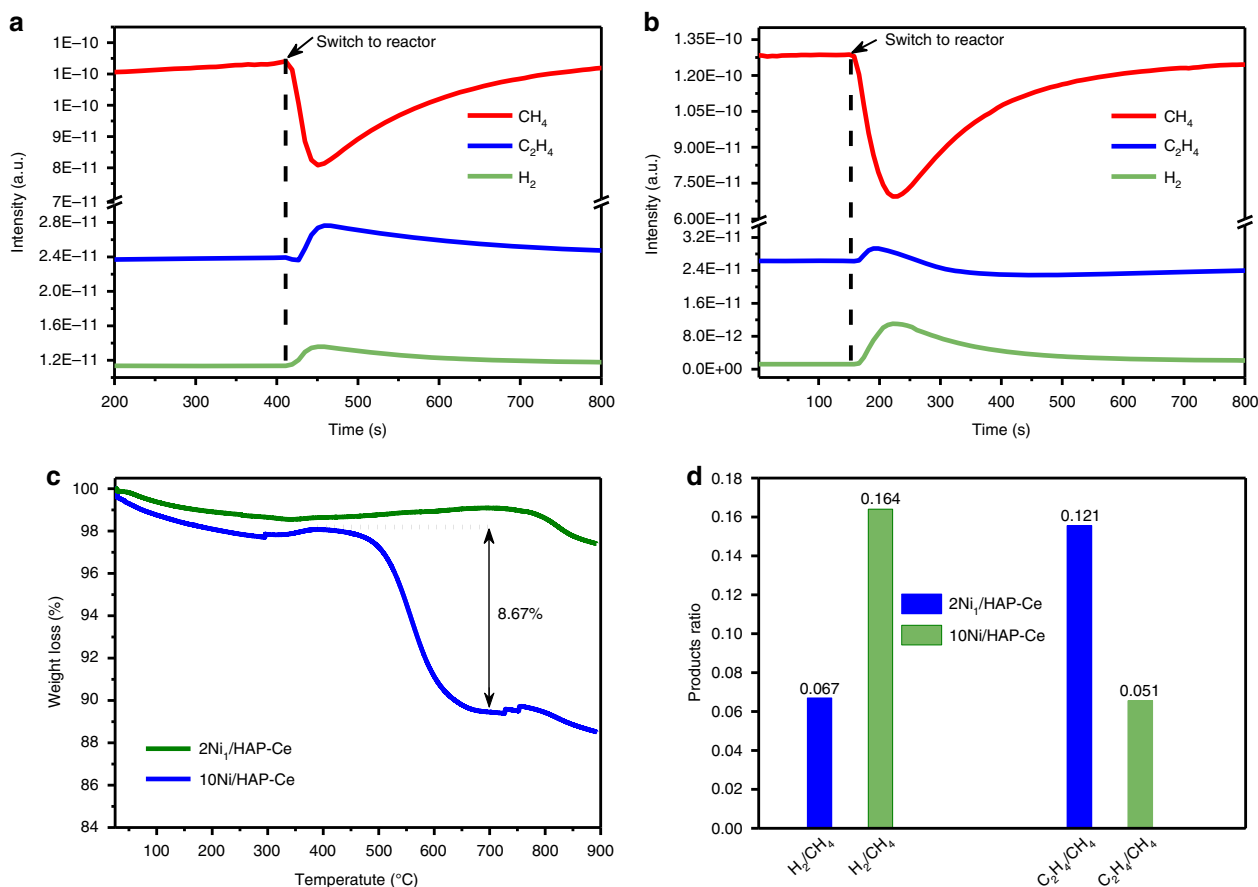 a
1E–10
1E–10
1E–10
9E–11
8E–11
7E–11
2.8E–11
2.4E–11
2.0E–11
1.6E–11
1.4E–11
1.2E–11
Intensity (a.u.)
Switch to reactor
CH₄
C₂H₄
H₂
200 300 400 500 600 700 800
Time (s)
b
1.35E–10
1.20E–10
1.05E–10
9.00E–11
7.50E–11
6.00E–11
3.2E–11
2.4E–11
1.6E–11
8.0E–12
0.0E+00
Intensity (a.u.)
Switch to reactor
CH₄
C₂H₄
H₂
100 200 300 400 500 600 700 800
Time (s)
c
100
98
96
94
92
90
88
86
84
Weight loss (%)
8.67%
2Ni₁/HAP-Ce
10Ni/HAP-Ce
100 200 300 400 500 600 700 800 900
Temperatute (°C)
d
0.18
0.16
0.14
0.12
0.10
0.08
0.06
0.04
0.02
0.00
Products ratio
0.067
0.164
0.121
0.051
2Ni₁/HAP-Ce
10Ni/HAP-Ce
H₂/CH₄
H₂/CH₄
C₂H₄/CH₄
C₂H₄/CH₄